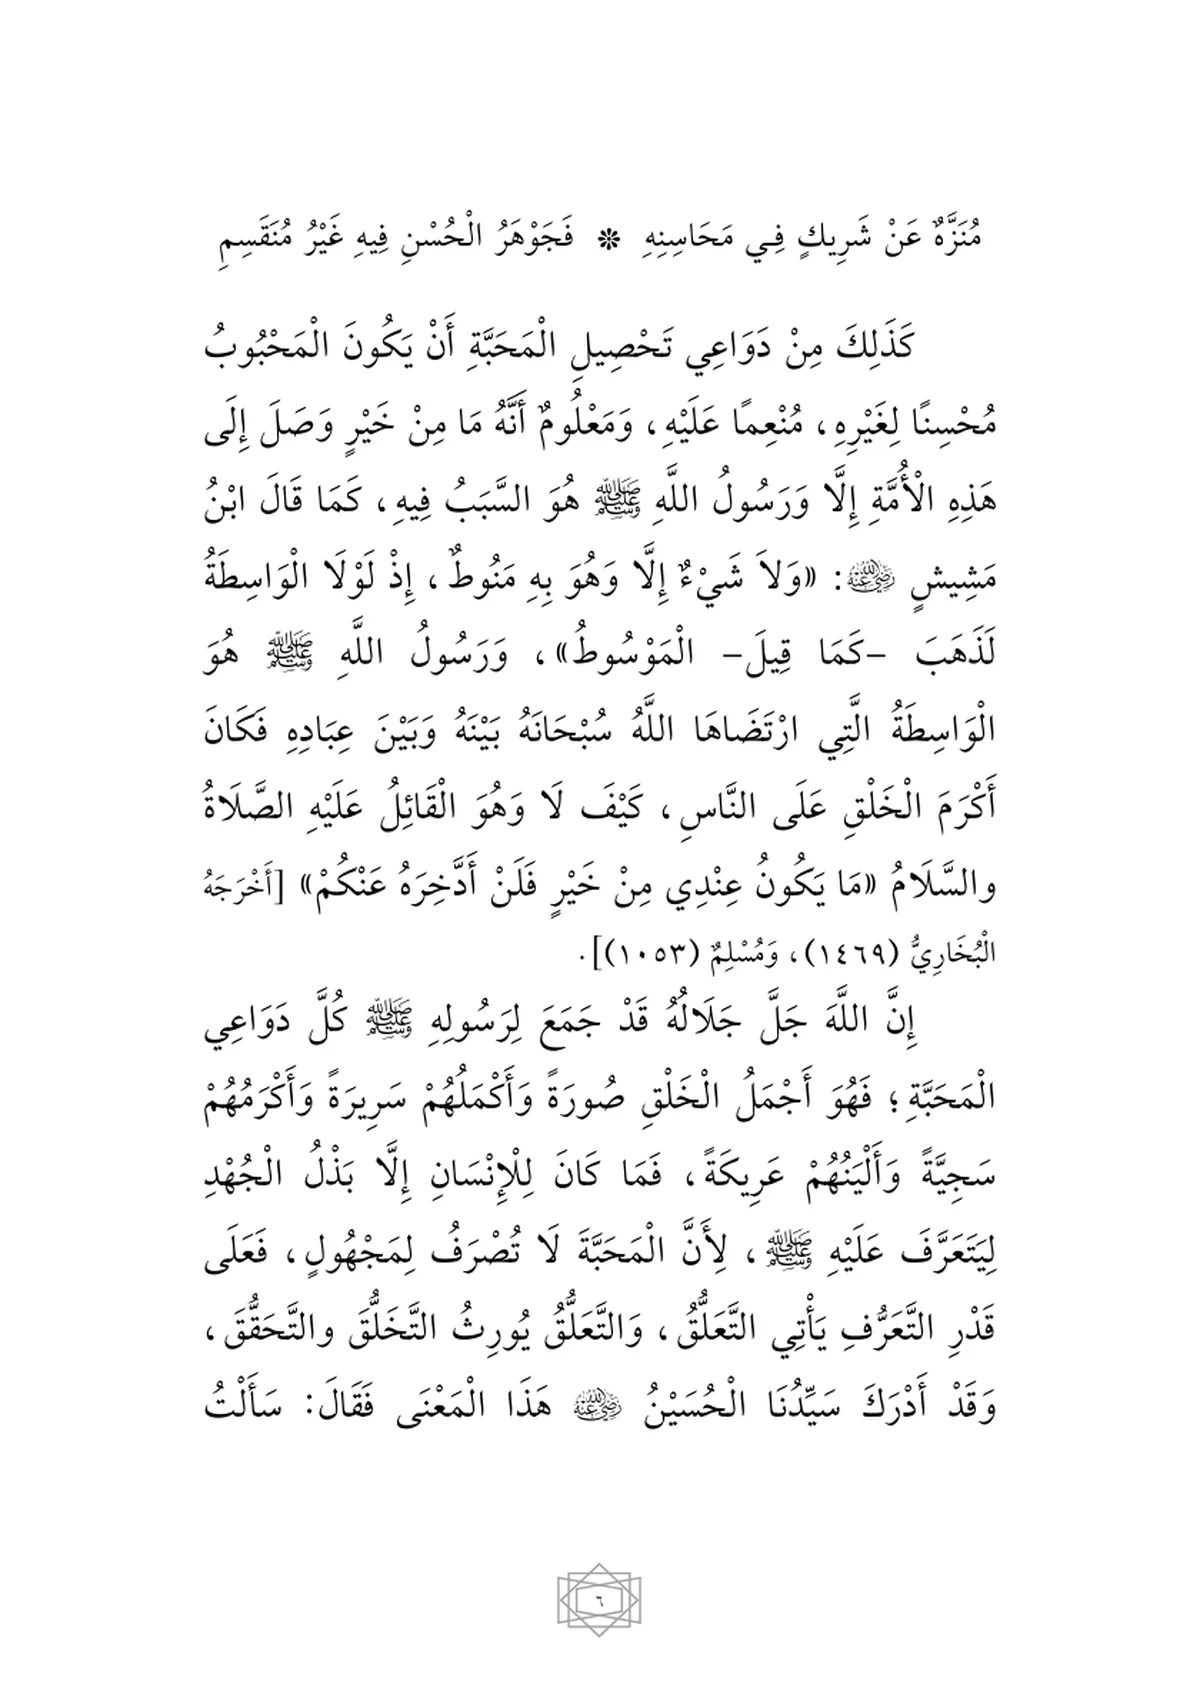 مُنَزَّهٌ عَنْ شَرِيكٍ فِي مَحَاسِنِهِ ❇ فَجَوْهَرُ الْحُسْنِ فِيهِ غَيْرُ مُنَقَسِمِ
كَذَلِكَ مِنْ دَوَاعِي تَحْصِيلِ الْمَحَبَّةِ أَنْ يَكُونَ الْمَحْبُوبُ
مُحْسِنًا لِغَيْرِهِ، مُنْعِمًا عَلَيْهِ، وَمَعْلُومٌ أَنَّهُ مَا مِنْ خَيْرٍ وَصَلَ إِلَى
هَذِهِ الْأُمَّةِ إِلَّا وَرَسُولُ اللَّهِ ﷺ هُوَ السَّبَبُ فِيهِ، كَمَا قَالَ ابْنُ
مَشِيشٍ رضي الله عنه: «وَلاَ شَيْءٌ إِلَّا وَهُوَ بِهِ مَنُوطٌ، إِذْ لَوْلَا الْوَاسِطَةُ
لَذَهَبَ –كَمَا قِيلَ– الْمَوْسُوطُ»، وَرَسُولُ اللَّهِ ﷺ هُوَ
الْوَاسِطَةُ الَّتِي ارْتَضَاهَا اللَّهُ سُبْحَانَهُ بَيْنَهُ وَبَيْنَ عِبَادِهِ فَكَانَ
أَكْرَمَ الْخَلْقِ عَلَى النَّاسِ، كَيْفَ لَا وَهُوَ الْقَائِلُ عَلَيْهِ الصَّلَاةُ
والسَّلَامُ «مَا يَكُونُ عِنْدِي مِنْ خَيْرٍ فَلَنْ أَدَّخِرَهُ عَنْكُمْ» [أَخْرَجَهُ
الْبُخَارِيُّ (١٤٦٩)، وَمُسْلِمٌ (١٠٥٣)].
إِنَّ اللَّهَ جَلَّ جَلَالُهُ قَدْ جَمَعَ لِرَسُولِهِ ﷺ كُلَّ دَوَاعِي
الْمَحَبَّةِ؛ فَهُوَ أَجْمَلُ الْخَلْقِ صُورَةً وَأَكْمَلُهُمْ سَرِيرَةً وَأَكْرَمُهُمْ
سَجِيَّةً وَأَلْيَنُهُمْ عَرِيكَةً، فَمَا كَانَ لِلْإِنْسَانِ إِلَّا بَذْلُ الْجُهْدِ
لِيَتَعَرَّفَ عَلَيْهِ ﷺ، لِأَنَّ الْمَحَبَّةَ لَا تُصْرَفُ لِمَجْهُولٍ، فَعَلَى
قَدْرِ التَّعَرُّفِ يَأْتِي التَّعَلُّقُ، وَالتَّعَلُّقُ يُورِثُ التَّخَلُّقَ والتَّحَقُّقَ،
وَقَدْ أَدْرَكَ سَيِّدُنَا الْحُسَيْنُ رضي الله عنه هَذَا الْمَعْنَى فَقَالَ: سَأَلْتُ
٦